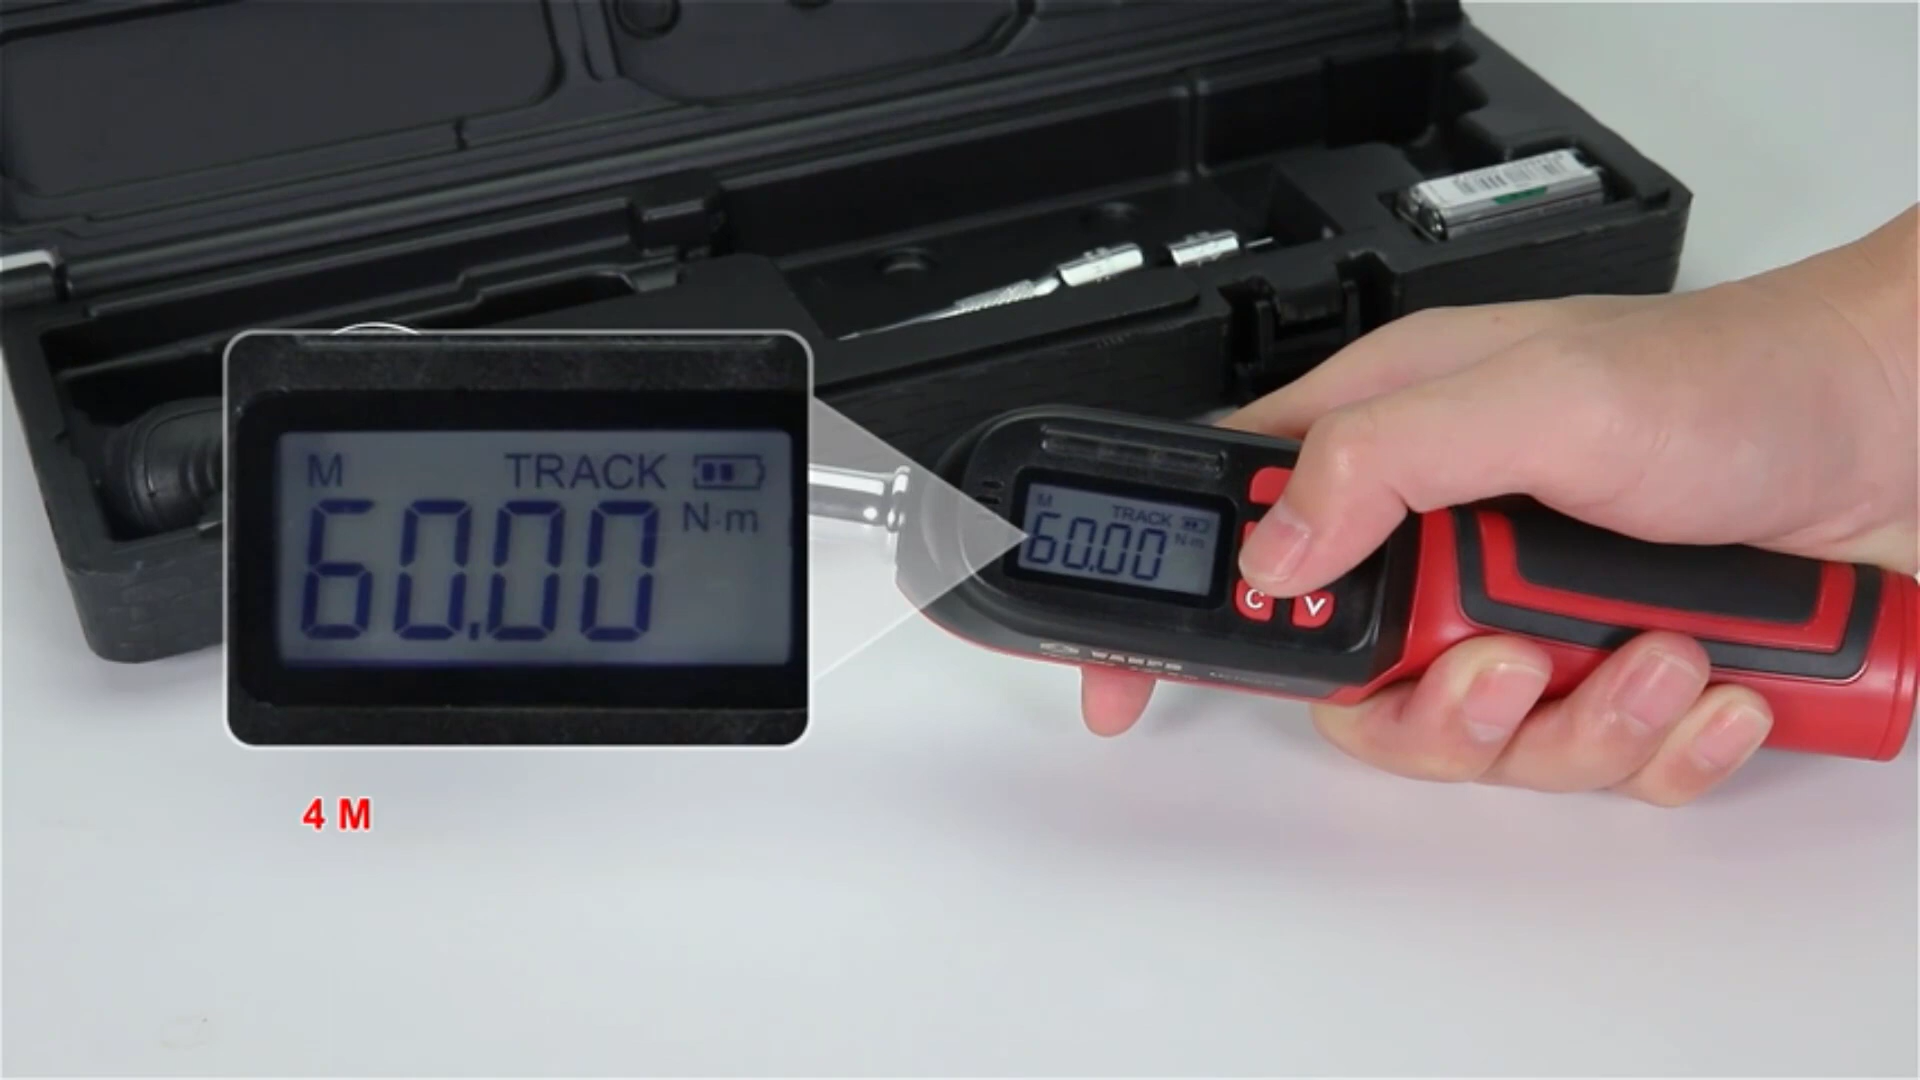 M TRACK
60.00 N·m
M
TRACK
60.00 N·m
C V
4 M